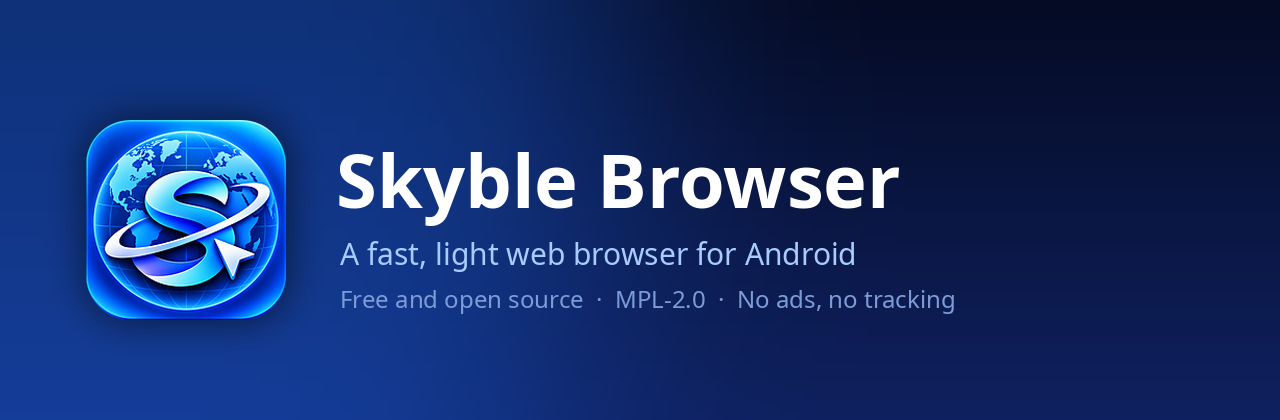 S
Skyble Browser
A fast, light web browser for Android
Free and open source · MPL-2.0 · No ads, no tracking